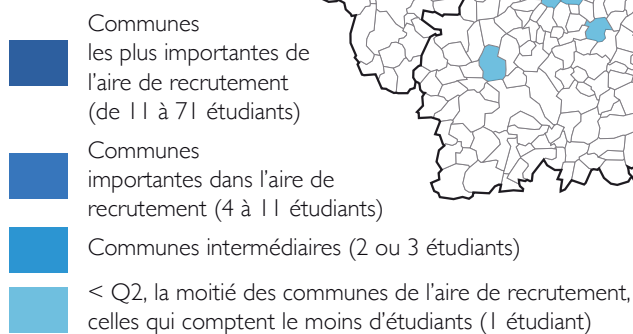 Communes
les plus importantes de
l’aire de recrutement
(de 11 à 71 étudiants)
Communes
importantes dans l’aire de
recrutement (4 à 11 étudiants)
Communes intermédiaires (2 ou 3 étudiants)
< Q2, la moitié des communes de l’aire de recrutement,
celles qui comptent le moins d’étudiants (1 étudiant)